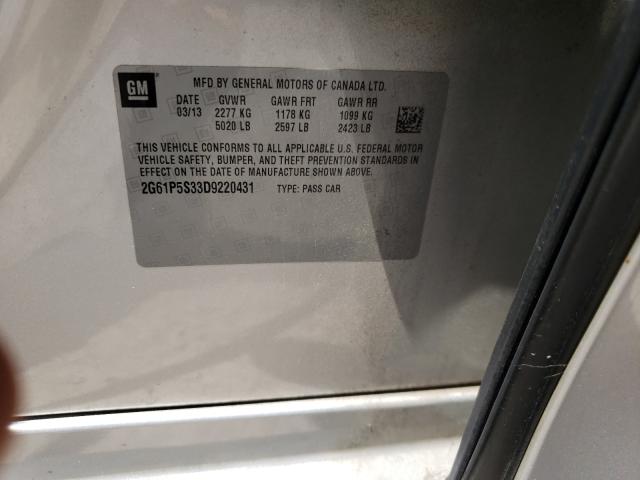 GM
MFD BY GENERAL MOTORS OF CANADA LTD.
DATE GVWR GAWR FRT GAWR RR
03/13 2277 KG 1178 KG 1099 KG
5020 LB 2597 LB 2423 LB
THIS VEHICLE CONFORMS TO ALL APPLICABLE U.S. FEDERAL MOTOR
VEHICLE SAFETY, BUMPER, AND THEFT PREVENTION STANDARDS IN
EFFECT ON THE DATE OF MANUFACTURE SHOWN ABOVE.
2G61P5S33D9220431 TYPE: PASS CAR